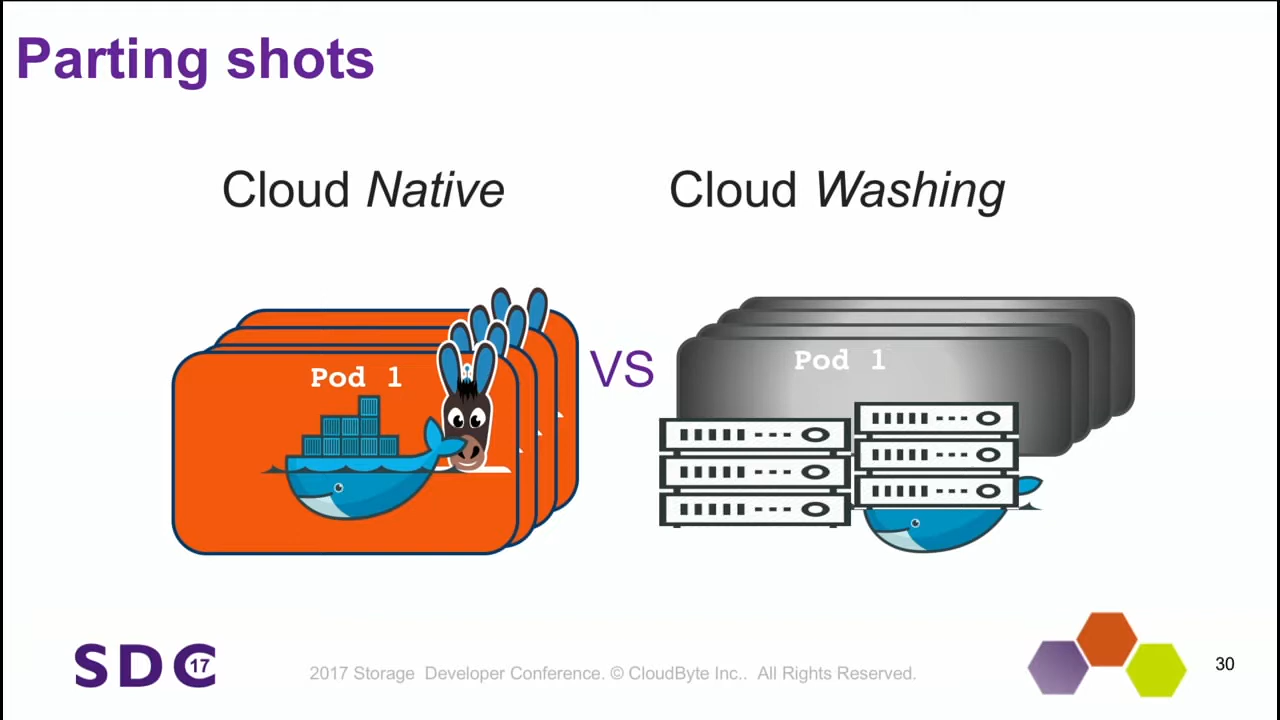 Parting shots
Cloud Native
Cloud Washing
Pod 1
VS
Pod 1
SDC 17
2017 Storage Developer Conference. © CloudByte Inc.. All Rights Reserved.
30